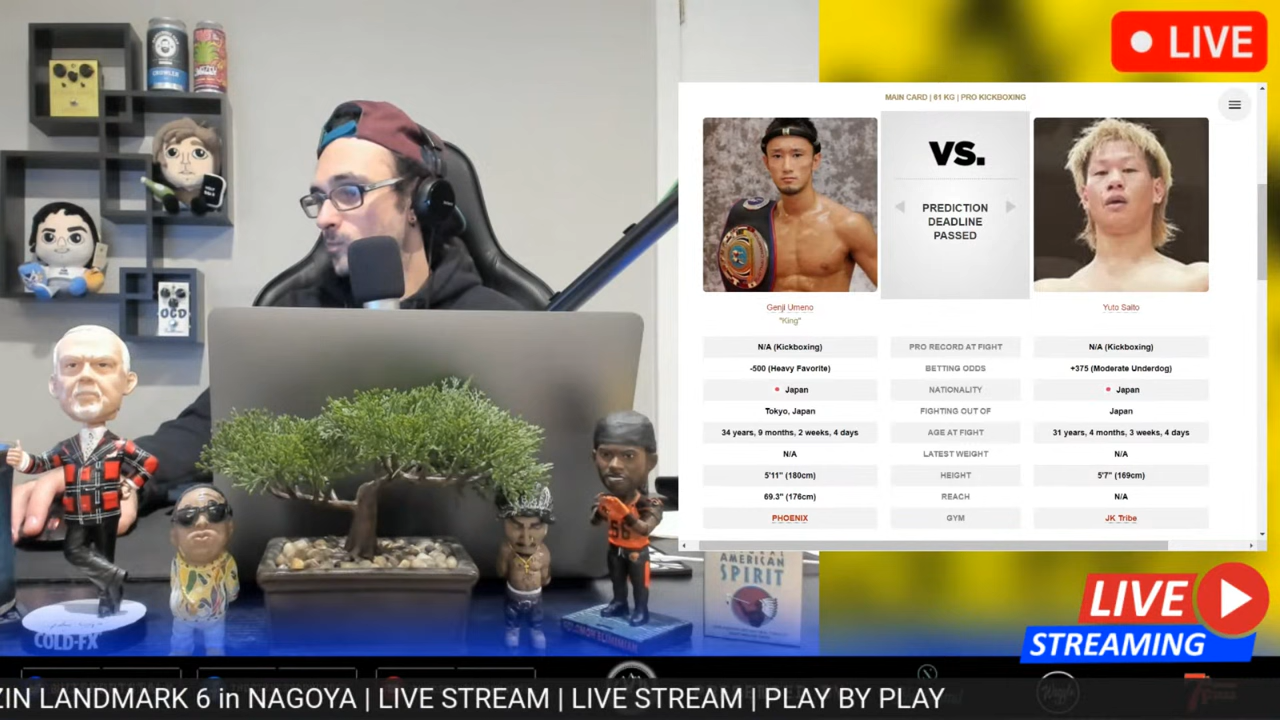 LIVE
MAIN CARD | 61 KG | PRO KICKBOXING
VS.
PREDICTION
DEADLINE
PASSED
Genji Umeno
"King"
Yuto Saito
N/A (Kickboxing) PRO RECORD AT FIGHT N/A (Kickboxing)
-500 (Heavy Favorite) BETTING ODDS +375 (Moderate Underdog)
Japan NATIONALITY Japan
Tokyo, Japan FIGHTING OUT OF Japan
34 years, 9 months, 2 weeks, 4 days AGE AT FIGHT 31 years, 4 months, 3 weeks, 4 days
N/A LATEST WEIGHT N/A
5'11" (180cm) HEIGHT 5'7" (169cm)
69.3" (176cm) REACH N/A
PHOENIX GYM JK Tribe
CROWLER
OCD
56
AMERICAN
SPIRIT
COLD-FX
LIVE
STREAMING
ZIN LANDMARK 6 in NAGOYA | LIVE STREAM | LIVE STREAM | PLAY BY PLAY